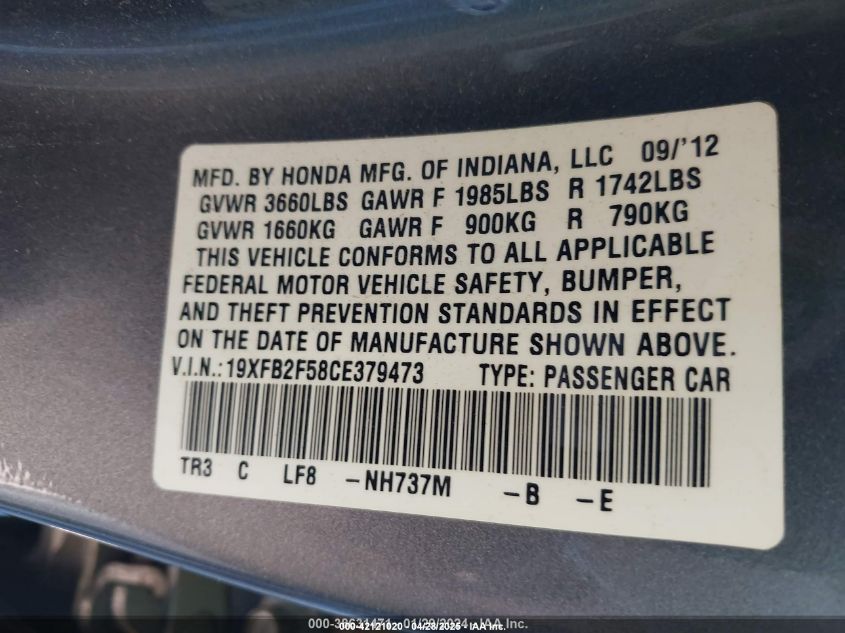 MFD. BY HONDA MFG. OF INDIANA, LLC 09/'12
GVWR 3660LBS GAWR F 1985LBS R 1742LBS
GVWR 1660KG GAWR F 900KG R 790KG
THIS VEHICLE CONFORMS TO ALL APPLICABLE
FEDERAL MOTOR VEHICLE SAFETY, BUMPER,
AND THEFT PREVENTION STANDARDS IN EFFECT
ON THE DATE OF MANUFACTURE SHOWN ABOVE.
V.I.N.:19XFB2F58CE379473 TYPE: PASSENGER CAR
TR3 C LF8 -NH737M -B -E